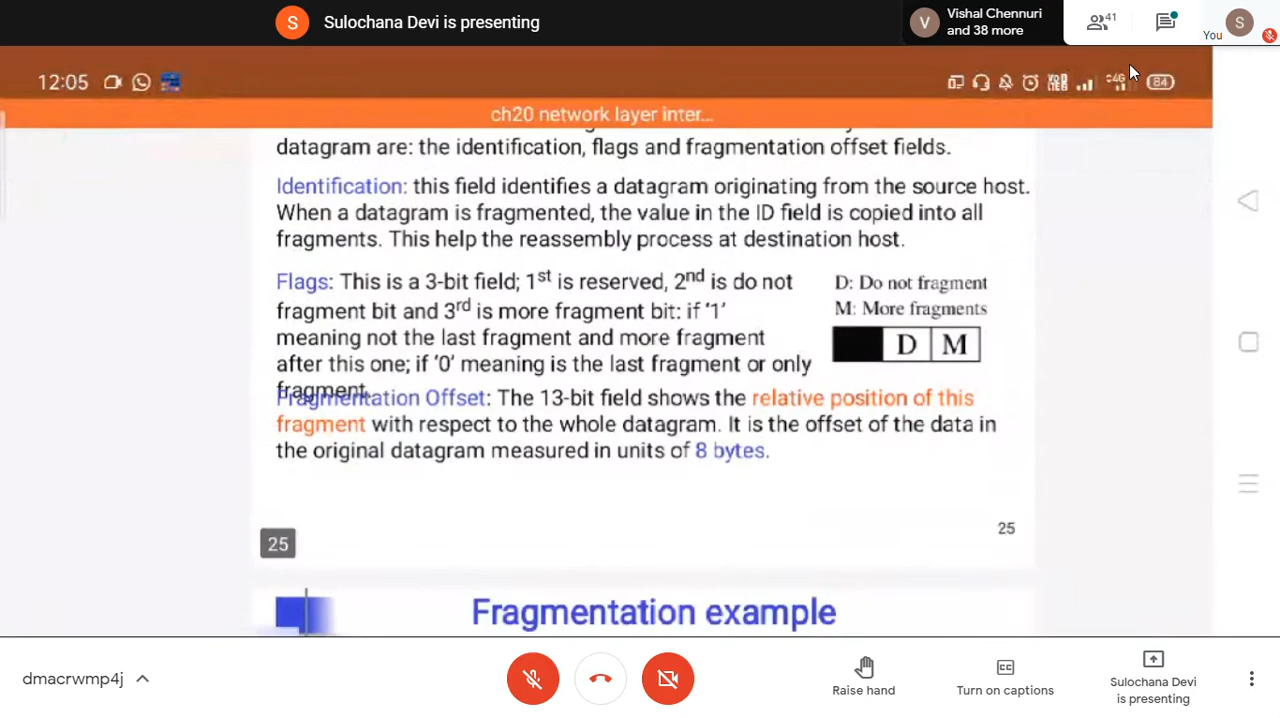 S Sulochana Devi is presenting
V Vishal Chennuri
and 38 more
41
You
S
12:05
VoD
LTE1
4G
84
ch20 network layer inter...
datagram are: the identification, flags and fragmentation offset fields.
Identification: this field identifies a datagram originating from the source host.
When a datagram is fragmented, the value in the ID field is copied into all
fragments. This help the reassembly process at destination host.
Flags: This is a 3-bit field; 1st is reserved, 2nd is do not
fragment bit and 3rd is more fragment bit: if ‘1’
meaning not the last fragment and more fragment
after this one; if ‘0’ meaning is the last fragment or only
fragment.
D: Do not fragment
M: More fragments
D M
Fragmentation Offset: The 13-bit field shows the relative position of this
fragment with respect to the whole datagram. It is the offset of the data in
the original datagram measured in units of 8 bytes.
25
25
Fragmentation example
dmacrwmp4j
Raise hand
Turn on captions
Sulochana Devi
is presenting